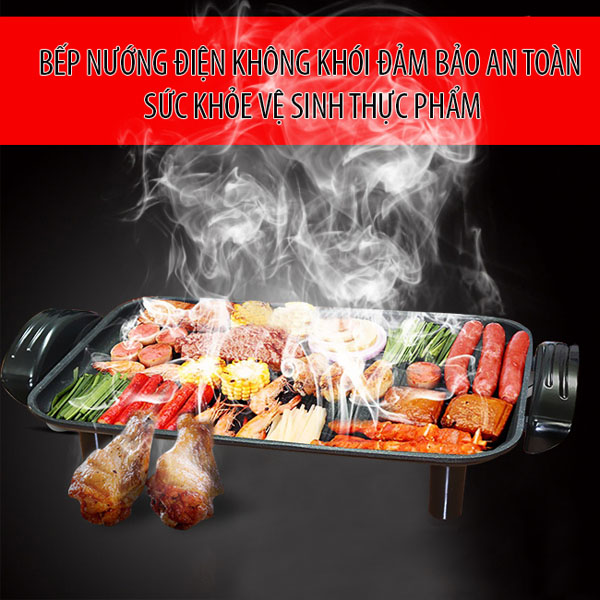 BẾP NƯỚNG ĐIỆN KHÔNG KHÓI ĐẢM BẢO AN TOÀN
SỨC KHỎE VỆ SINH THỰC PHẨM